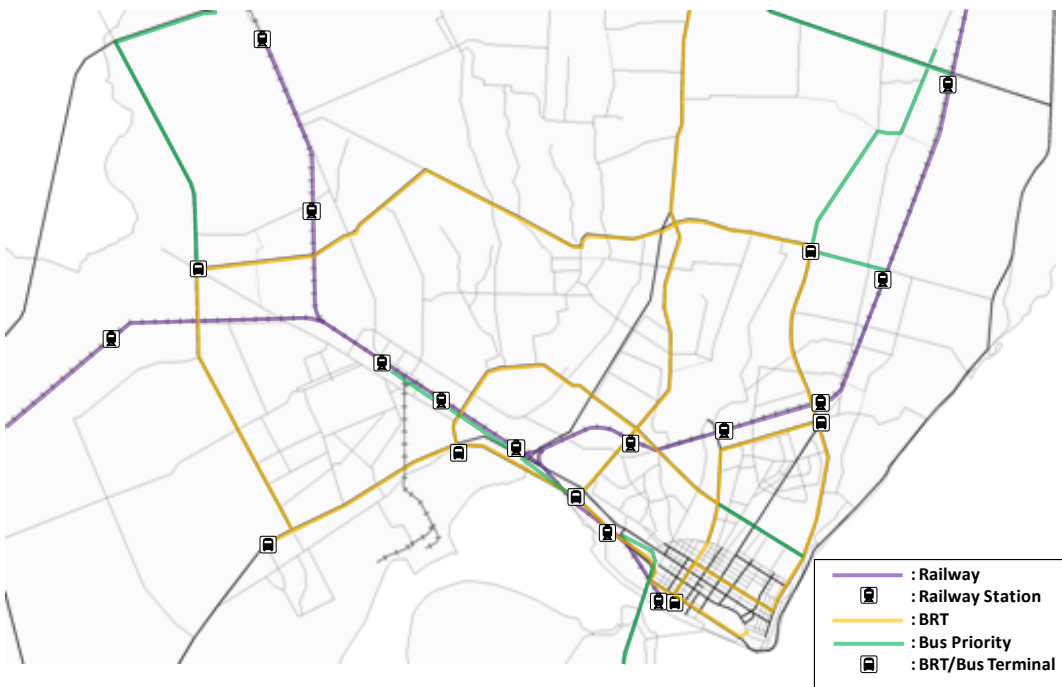 : Railway
: Railway Station
: BRT
: Bus Priority
: BRT/Bus Terminal